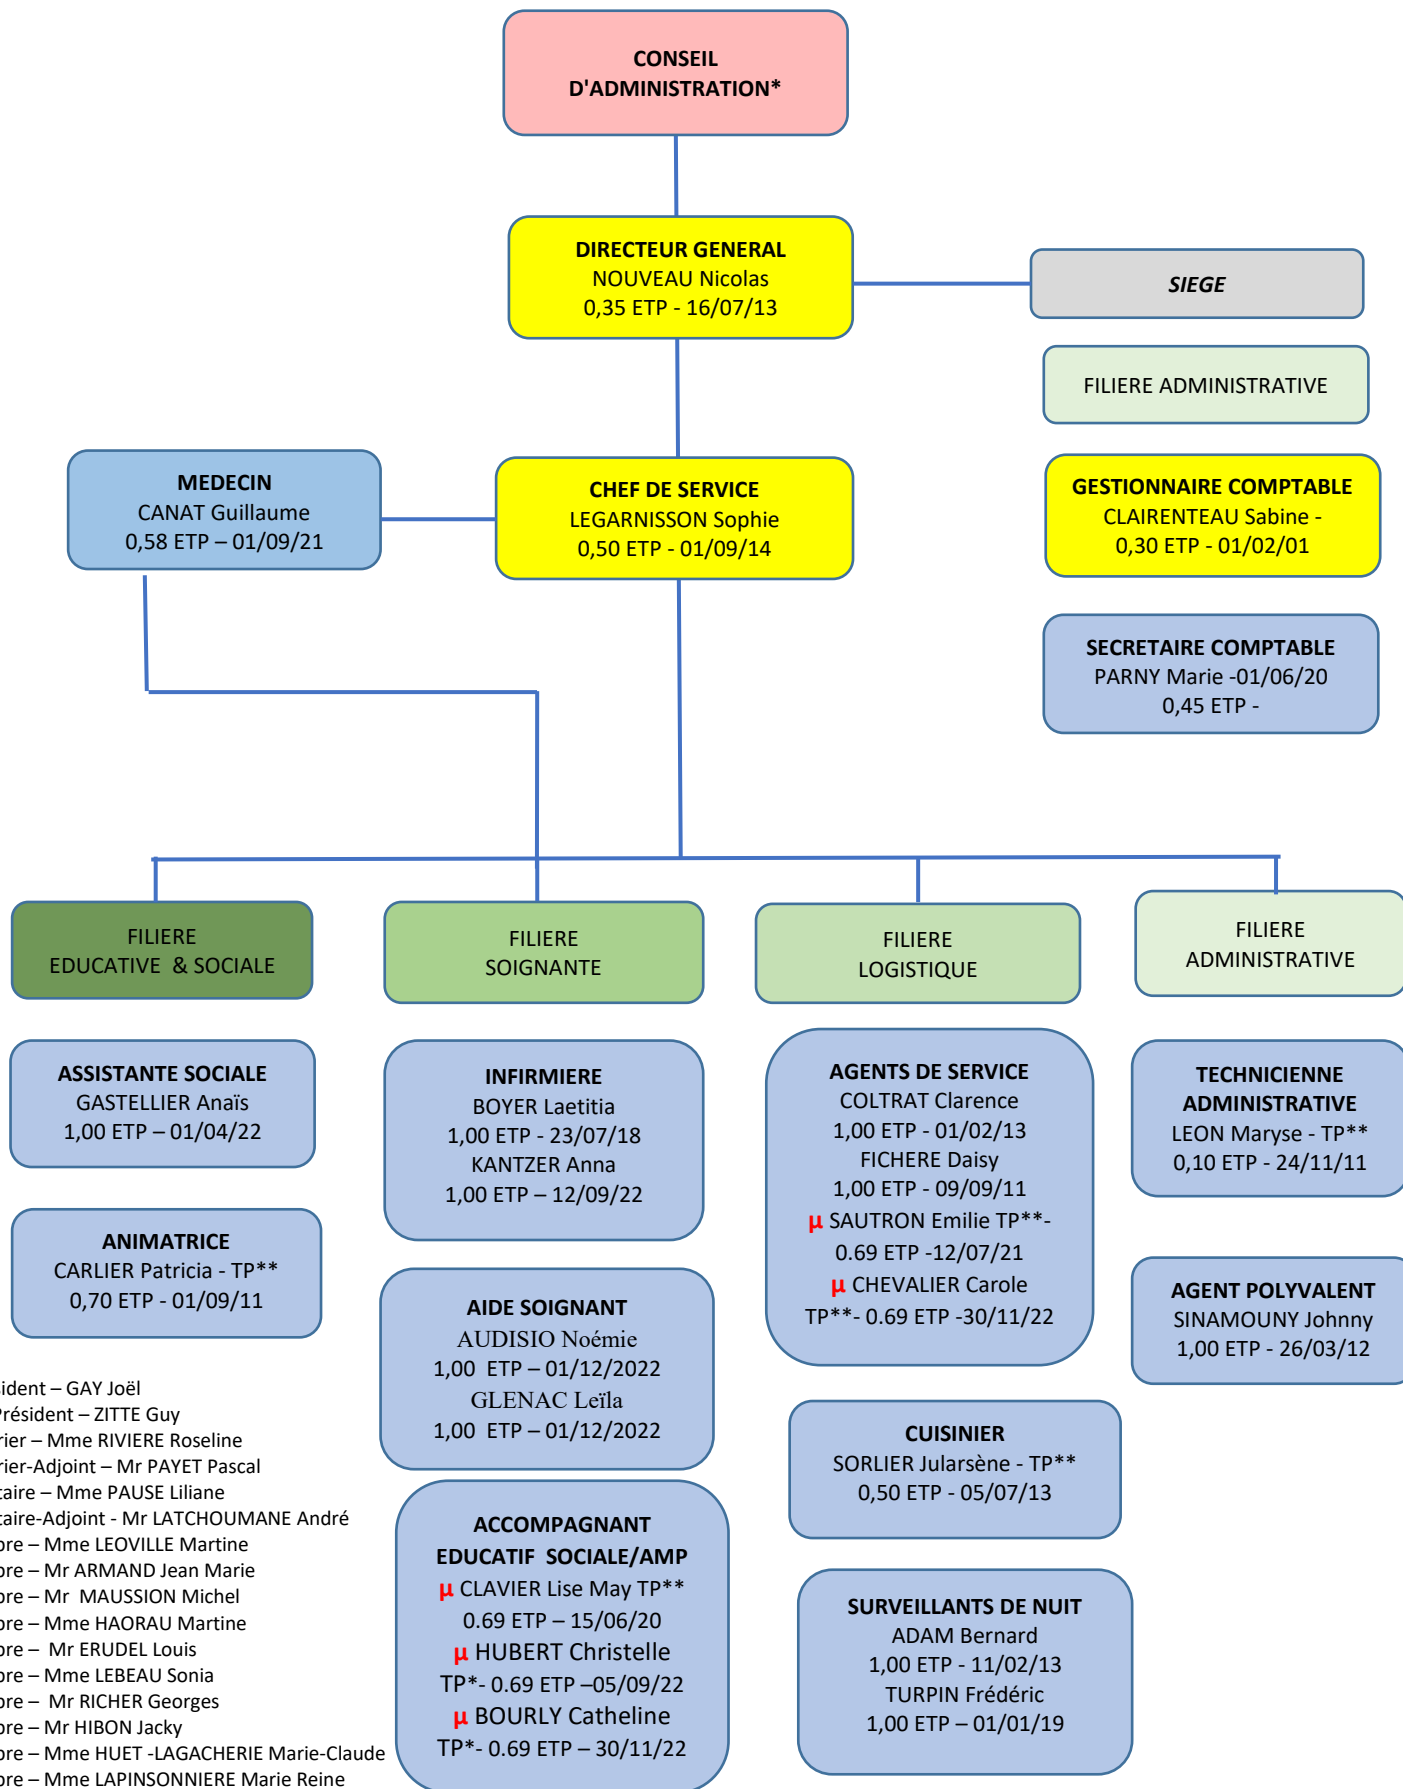 CONSEIL
D'ADMINISTRATION*
DIRECTEUR GENERAL
NOUVEAU Nicolas
0,35 ETP - 16/07/13
SIEGE
FILIERE ADMINISTRATIVE
MEDECIN
CANAT Guillaume
0,58 ETP – 01/09/21
CHEF DE SERVICE
LEGARNISSON Sophie
0,50 ETP - 01/09/14
GESTIONNAIRE COMPTABLE
CLAIRENTEAU Sabine -
0,30 ETP - 01/02/01
SECRETAIRE COMPTABLE
PARNY Marie -01/06/20
0,45 ETP -
FILIERE
EDUCATIVE & SOCIALE
FILIERE
SOIGNANTE
FILIERE
LOGISTIQUE
FILIERE
ADMINISTRATIVE
ASSISTANTE SOCIALE
GASTELLIER Anaïs
1,00 ETP – 01/04/22
ANIMATRICE
CARLIER Patricia - TP**
0,70 ETP - 01/09/11
INFIRMIERE
BOYER Laetitia
1,00 ETP - 23/07/18
KANTZER Anna
1,00 ETP – 12/09/22
AIDE SOIGNANT
AUDISIO Noémie
1,00 ETP – 01/12/2022
GLENAC Leïla
1,00 ETP – 01/12/2022
ACCOMPAGNANT
EDUCATIF SOCIALE/AMP
µ CLAVIER Lise May TP**
0.69 ETP – 15/06/20
µ HUBERT Christelle
TP*- 0.69 ETP –05/09/22
µ BOURLY Catheline
TP*- 0.69 ETP – 30/11/22
AGENTS DE SERVICE
COLTRAT Clarence
1,00 ETP - 01/02/13
FICHERE Daisy
1,00 ETP - 09/09/11
µ SAUTRON Emilie TP**-
0.69 ETP -12/07/21
µ CHEVALIER Carole
TP**- 0.69 ETP -30/11/22
CUISINIER
SORLIER Jularsène - TP**
0,50 ETP - 05/07/13
SURVEILLANTS DE NUIT
ADAM Bernard
1,00 ETP - 11/02/13
TURPIN Frédéric
1,00 ETP – 01/01/19
TECHNICIENNE
ADMINISTRATIVE
LEON Maryse - TP**
0,10 ETP - 24/11/11
AGENT POLYVALENT
SINAMOUNY Johnny
1,00 ETP - 26/03/12
sident – GAY Joël
Président – ZITTE Guy
rier – Mme RIVIERE Roseline
rier-Adjoint – Mr PAYET Pascal
taire – Mme PAUSE Liliane
taire-Adjoint - Mr LATCHOUMANE André
bre – Mme LEOVILLE Martine
bre – Mr ARMAND Jean Marie
bre – Mr MAUSSION Michel
bre – Mme HAORAU Martine
bre – Mr ERUDEL Louis
bre – Mme LEBEAU Sonia
bre – Mr RICHER Georges
bre – Mr HIBON Jacky
bre – Mme HUET -LAGACHERIE Marie-Claude
bre – Mme LAPINSONNIERE Marie Reine